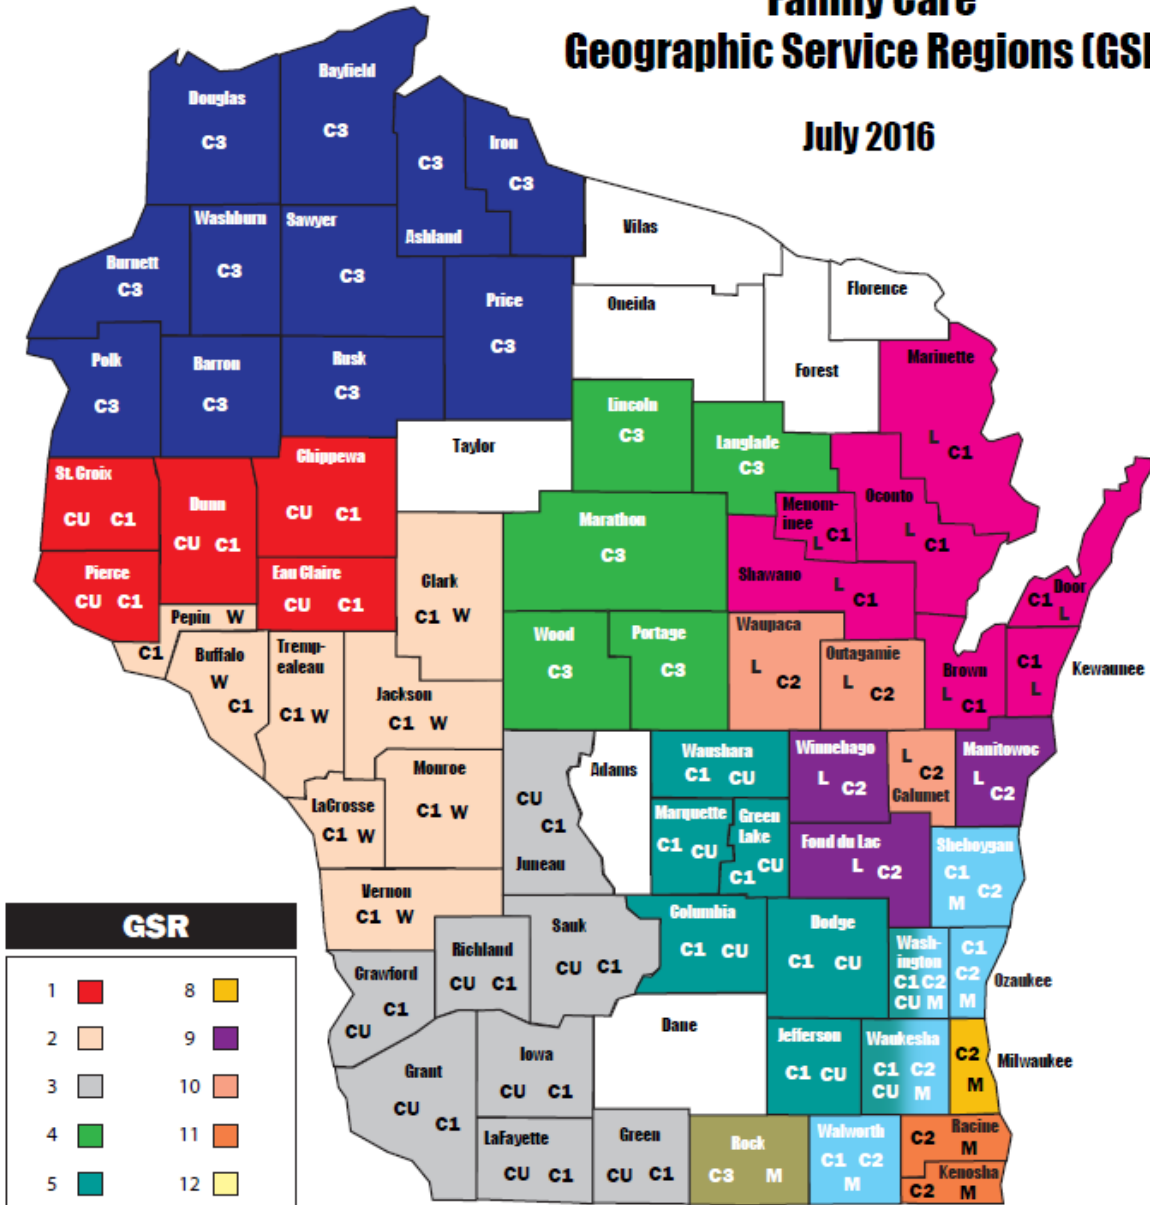 Family Care
Geographic Service Regions (GSR
July 2016
Douglas
C3
Bayfield
C3
C3
Ashland
Iron
C3
Vilas
Burnett
C3
Washburn
C3
Sawyer
C3
Price
C3
Oneida
Florence
Forest
Polk
C3
Barron
C3
Rusk
C3
Taylor
Lincoln
C3
Langlade
C3
Marinette
L C1
St. Croix
CU C1
Dunn
CU C1
Chippewa
CU C1
Pierce
CU C1
Eau Claire
CU C1
Clark
C1 W
Marathon
C3
Menom-
inee
L C1
Oconto
L C1
Shawano
L C1
C1 Door
L
Pepin W
C1
Buffalo
W
C1
Tremp-
ealeau
C1 W
Jackson
C1 W
Wood
C3
Portage
C3
Waupaca
L C2
Outagamie
L C2
Brown
L C1
C1
L
Kewaunee
Monroe
C1 W
LaCrosse
C1 W
CU
C1
Juneau
Adams
Waushara
C1 CU
Winnebago
L C2
L
C2
Calumet
Manitowoc
L C2
Marquette
C1 CU
Green
Lake
C1 CU
Fond du Lac
L C2
Sheboygan
C1
M C2
Vernon
C1 W
Richland
CU C1
Sauk
CU C1
Columbia
C1 CU
Dodge
C1 CU
Wash-
ington
C1 C2
CU M
C1
C2
M
Ozaukee
Crawford
C1
CU
Grant
CU C1
Iowa
CU C1
Dane
Jefferson
C1 CU
Waukesha
C1 C2
CU M
C2
M
Milwaukee
LaFayette
CU C1
Green
CU C1
Rock
C3 M
Walworth
C1 C2
M
Racine
C2 M
Kenosha
C2 M
GSR
1 8
2 9
3 10
4 11
5 12